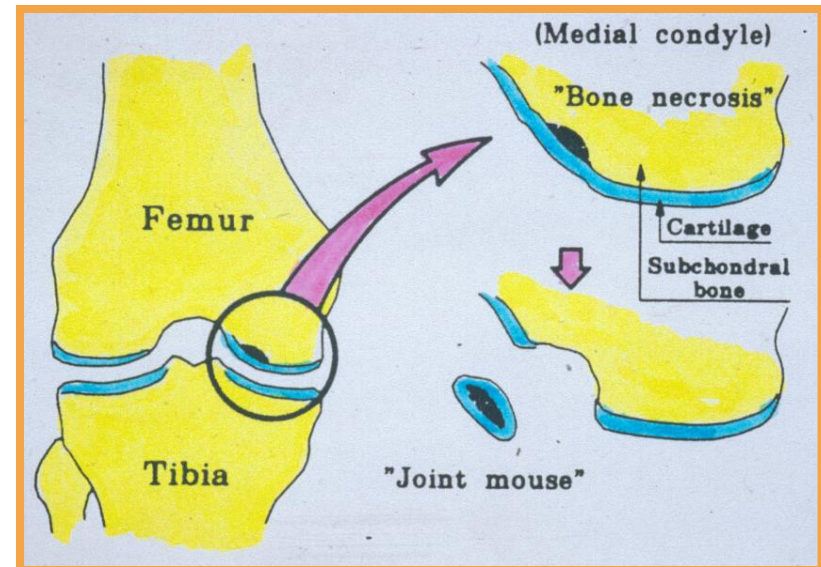 (Medial condyle)
"Bone necrosis"
Femur
Cartilage
Subchondral
bone
Tibia
"Joint mouse"